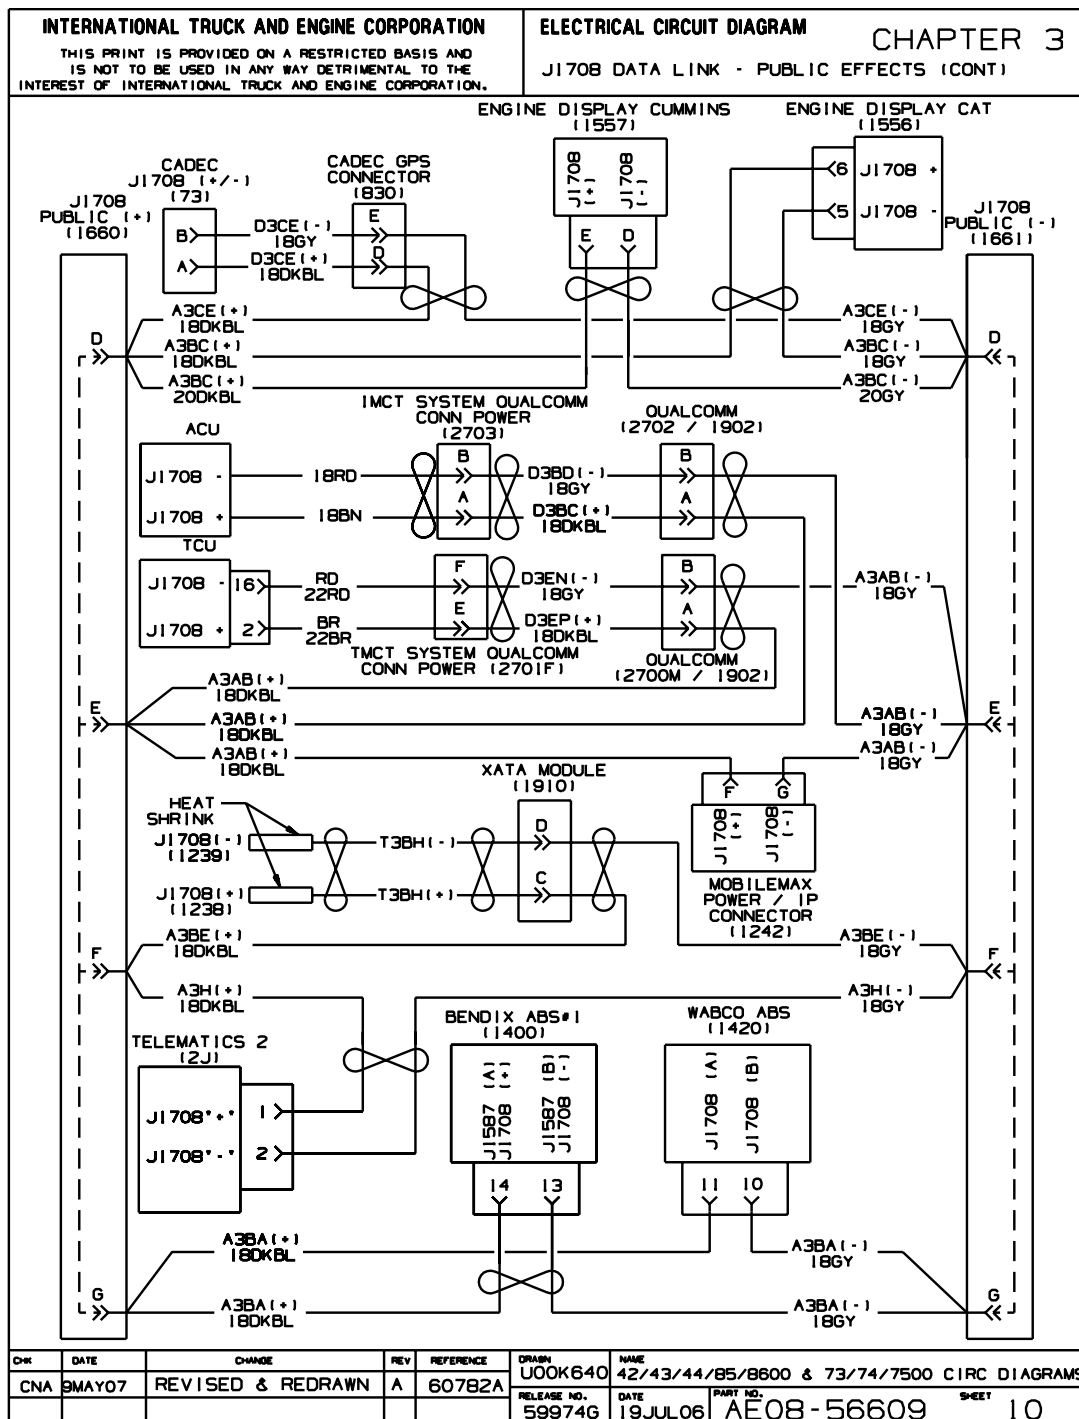 INTERNATIONAL TRUCK AND ENGINE CORPORATION
THIS PRINT IS PROVIDED ON A RESTRICTED BASIS AND
IS NOT TO BE USED IN ANY WAY DETRIMENTAL TO THE
INTEREST OF INTERNATIONAL TRUCK AND ENGINE CORPORATION.
ELECTRICAL CIRCUIT DIAGRAM
CHAPTER 3
J1708 DATA LINK - PUBLIC EFFECTS (CONT)
ENGINE DISPLAY CUMMINS
(1557)
J1708 (+)
J1708 (-)
E D
ENGINE DISPLAY CAT
(1556)
6 J1708 +
5 J1708 -
CADEC
J1708 (+/-)
(73)
B
A
CADEC GPS
CONNECTOR
(830)
E
D
J1708
PUBLIC (+)
(1660)
J1708
PUBLIC (-)
(1661)
D3CE(-)
18GY
D3CE(+)
18DKBL
A3CE(+)
18DKBL
A3CE(-)
18GY
D
A3BC(+)
18DKBL
A3BC(-)
18GY
D
A3BC(+)
20DKBL
A3BC(-)
20GY
IMCT SYSTEM QUALCOMM
CONN POWER
(2703)
QUALCOMM
(2702 / 1902)
ACU
J1708 -
J1708 +
18RD
18BN
B
A
D3BD(-)
18GY
D3BC(+)
18DKBL
B
A
TCU
J1708 - 16
J1708 + 2
RD
22RD
BR
22BR
F
E
D3EN(-)
18GY
D3EP(+)
18DKBL
B
A
A3AB(-)
18GY
TMCT SYSTEM QUALCOMM
CONN POWER (2701F)
QUALCOMM
(2700M / 1902)
A3AB(+)
18DKBL
E
A3AB(+)
18DKBL
A3AB(-)
18GY
E
A3AB(+)
18DKBL
A3AB(-)
18GY
XATA MODULE
(1910)
F G
J1708 (+)
J1708 (-)
MOBILEMAX
POWER / IP
CONNECTOR
(1242)
HEAT
SHRINK
J1708(-)
(1239)
T3BH(-)
D
J1708(+)
(1238)
T3BH(+)
C
A3BE(+)
18DKBL
A3BE(-)
18GY
F
F
A3H(+)
18DKBL
A3H(-)
18GY
TELEMATICS 2
(2J)
J1708"+" 1
J1708"-" 2
BENDIX ABS#1
(1400)
J1587 (A)
J1708 (+)
J1587 (B)
J1708 (-)
14 13
WABCO ABS
(1420)
J1708 (A)
J1708 (B)
11 10
A3BA(+)
18DKBL
A3BA(-)
18GY
G
A3BA(+)
18DKBL
A3BA(-)
18GY
G
CHK DATE CHANGE REV REFERENCE
CNA 9MAY07 REVISED & REDRAWN A 60782A
DRAWN
U00K640
NAME
42/43/44/85/8600 & 73/74/7500 CIRC DIAGRAMS
RELEASE NO.
59974G
DATE
19JUL06
PART NO.
AE08-56609
SHEET
10